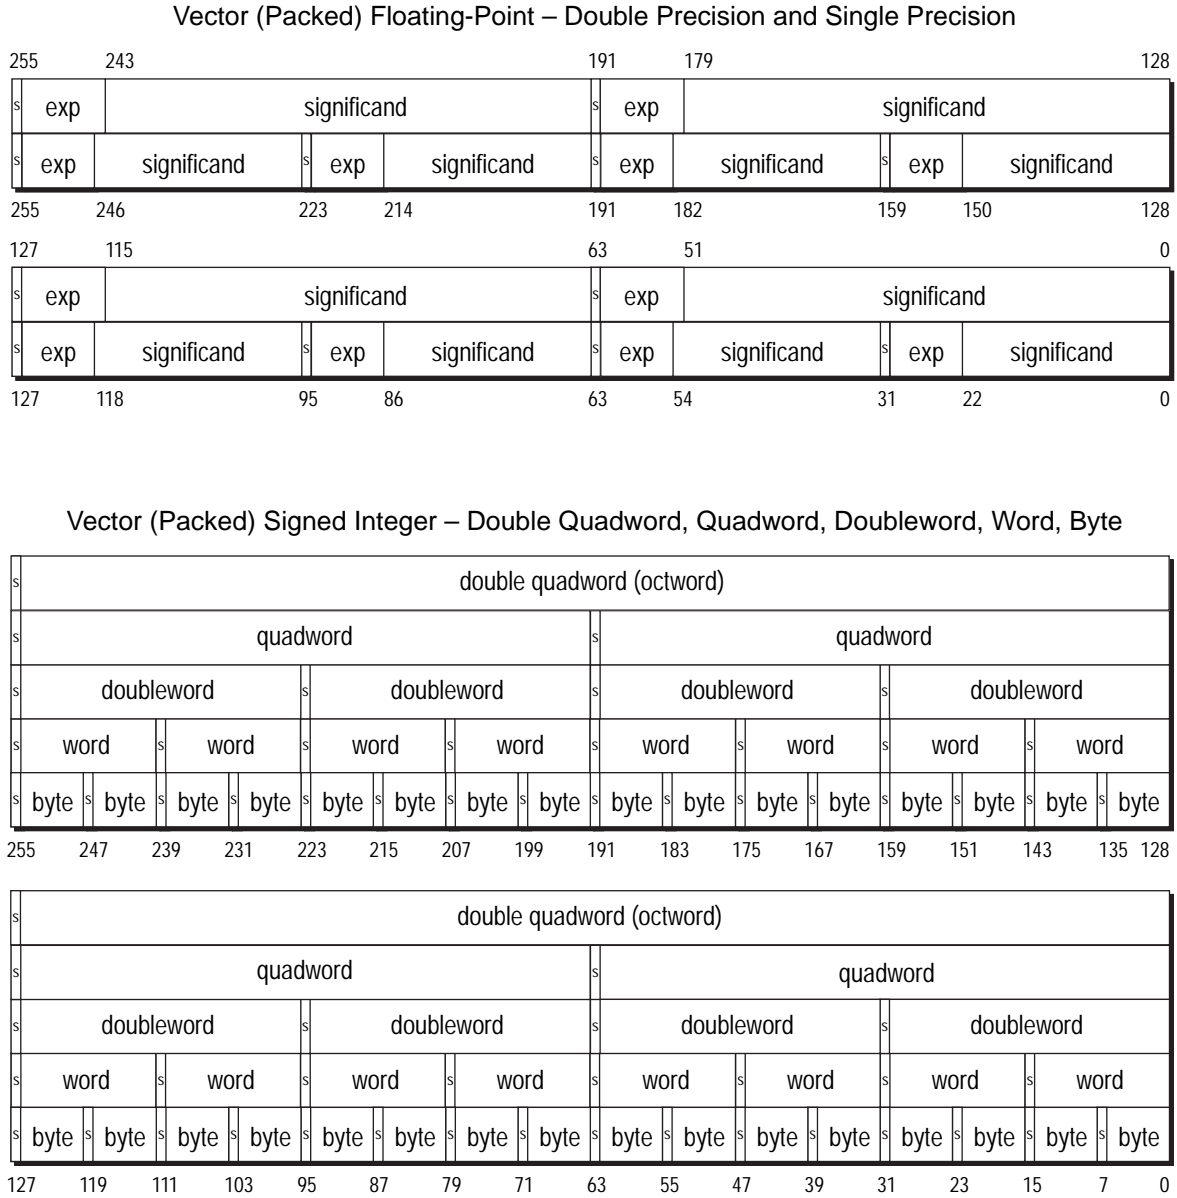 Vector (Packed) Floating-Point – Double Precision and Single Precision
255 243 191 179 128
s exp significand s exp significand
s exp significand s exp significand s exp significand s exp significand
255 246 223 214 191 182 159 150 128
127 115 63 51 0
s exp significand s exp significand
s exp significand s exp significand s exp significand s exp significand
127 118 95 86 63 54 31 22 0
Vector (Packed) Signed Integer – Double Quadword, Quadword, Doubleword, Word, Byte
s double quadword (octword)
s quadword s quadword
s doubleword s doubleword s doubleword s doubleword
s word s word s word s word s word s word s word s word
s byte s byte s byte s byte s byte s byte s byte s byte s byte s byte s byte s byte s byte s byte s byte s byte
255 247 239 231 223 215 207 199 191 183 175 167 159 151 143 135 128
s double quadword (octword)
s quadword s quadword
s doubleword s doubleword s doubleword s doubleword
s word s word s word s word s word s word s word s word
s byte s byte s byte s byte s byte s byte s byte s byte s byte s byte s byte s byte s byte s byte s byte s byte
127 119 111 103 95 87 79 71 63 55 47 39 31 23 15 7 0